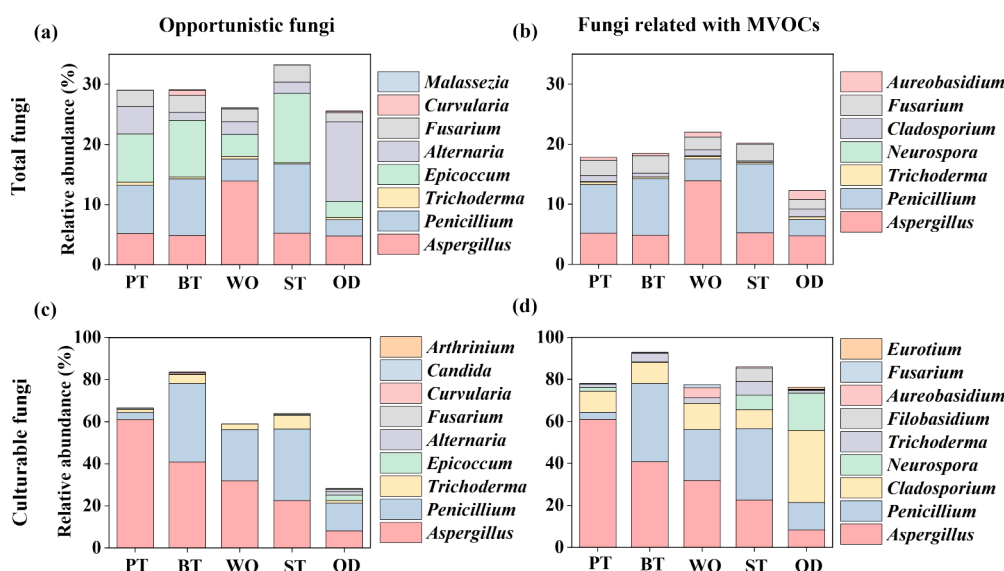 Opportunistic fungi
Fungi related with MVOCs
(a)
Total fungi
Relative abundance (%)
30
20
10
0
PT BT WO ST OD
Malassezia
Curvularia
Fusarium
Alternaria
Epicoccum
Trichoderma
Penicillium
Aspergillus
(b)
Relative abundance (%)
30
20
10
0
PT BT WO ST OD
Aureobasidium
Fusarium
Cladosporium
Neurospora
Trichoderma
Penicillium
Aspergillus
(c)
Culturable fungi
Relative abundance (%)
100
80
60
40
20
0
PT BT WO ST OD
Arthrinium
Candida
Curvularia
Fusarium
Alternaria
Epicoccum
Trichoderma
Penicillium
Aspergillus
(d)
Relative abundance (%)
100
80
60
40
20
0
PT BT WO ST OD
Eurotium
Fusarium
Aureobasidium
Filobasidium
Trichoderma
Neurospora
Cladosporium
Penicillium
Aspergillus